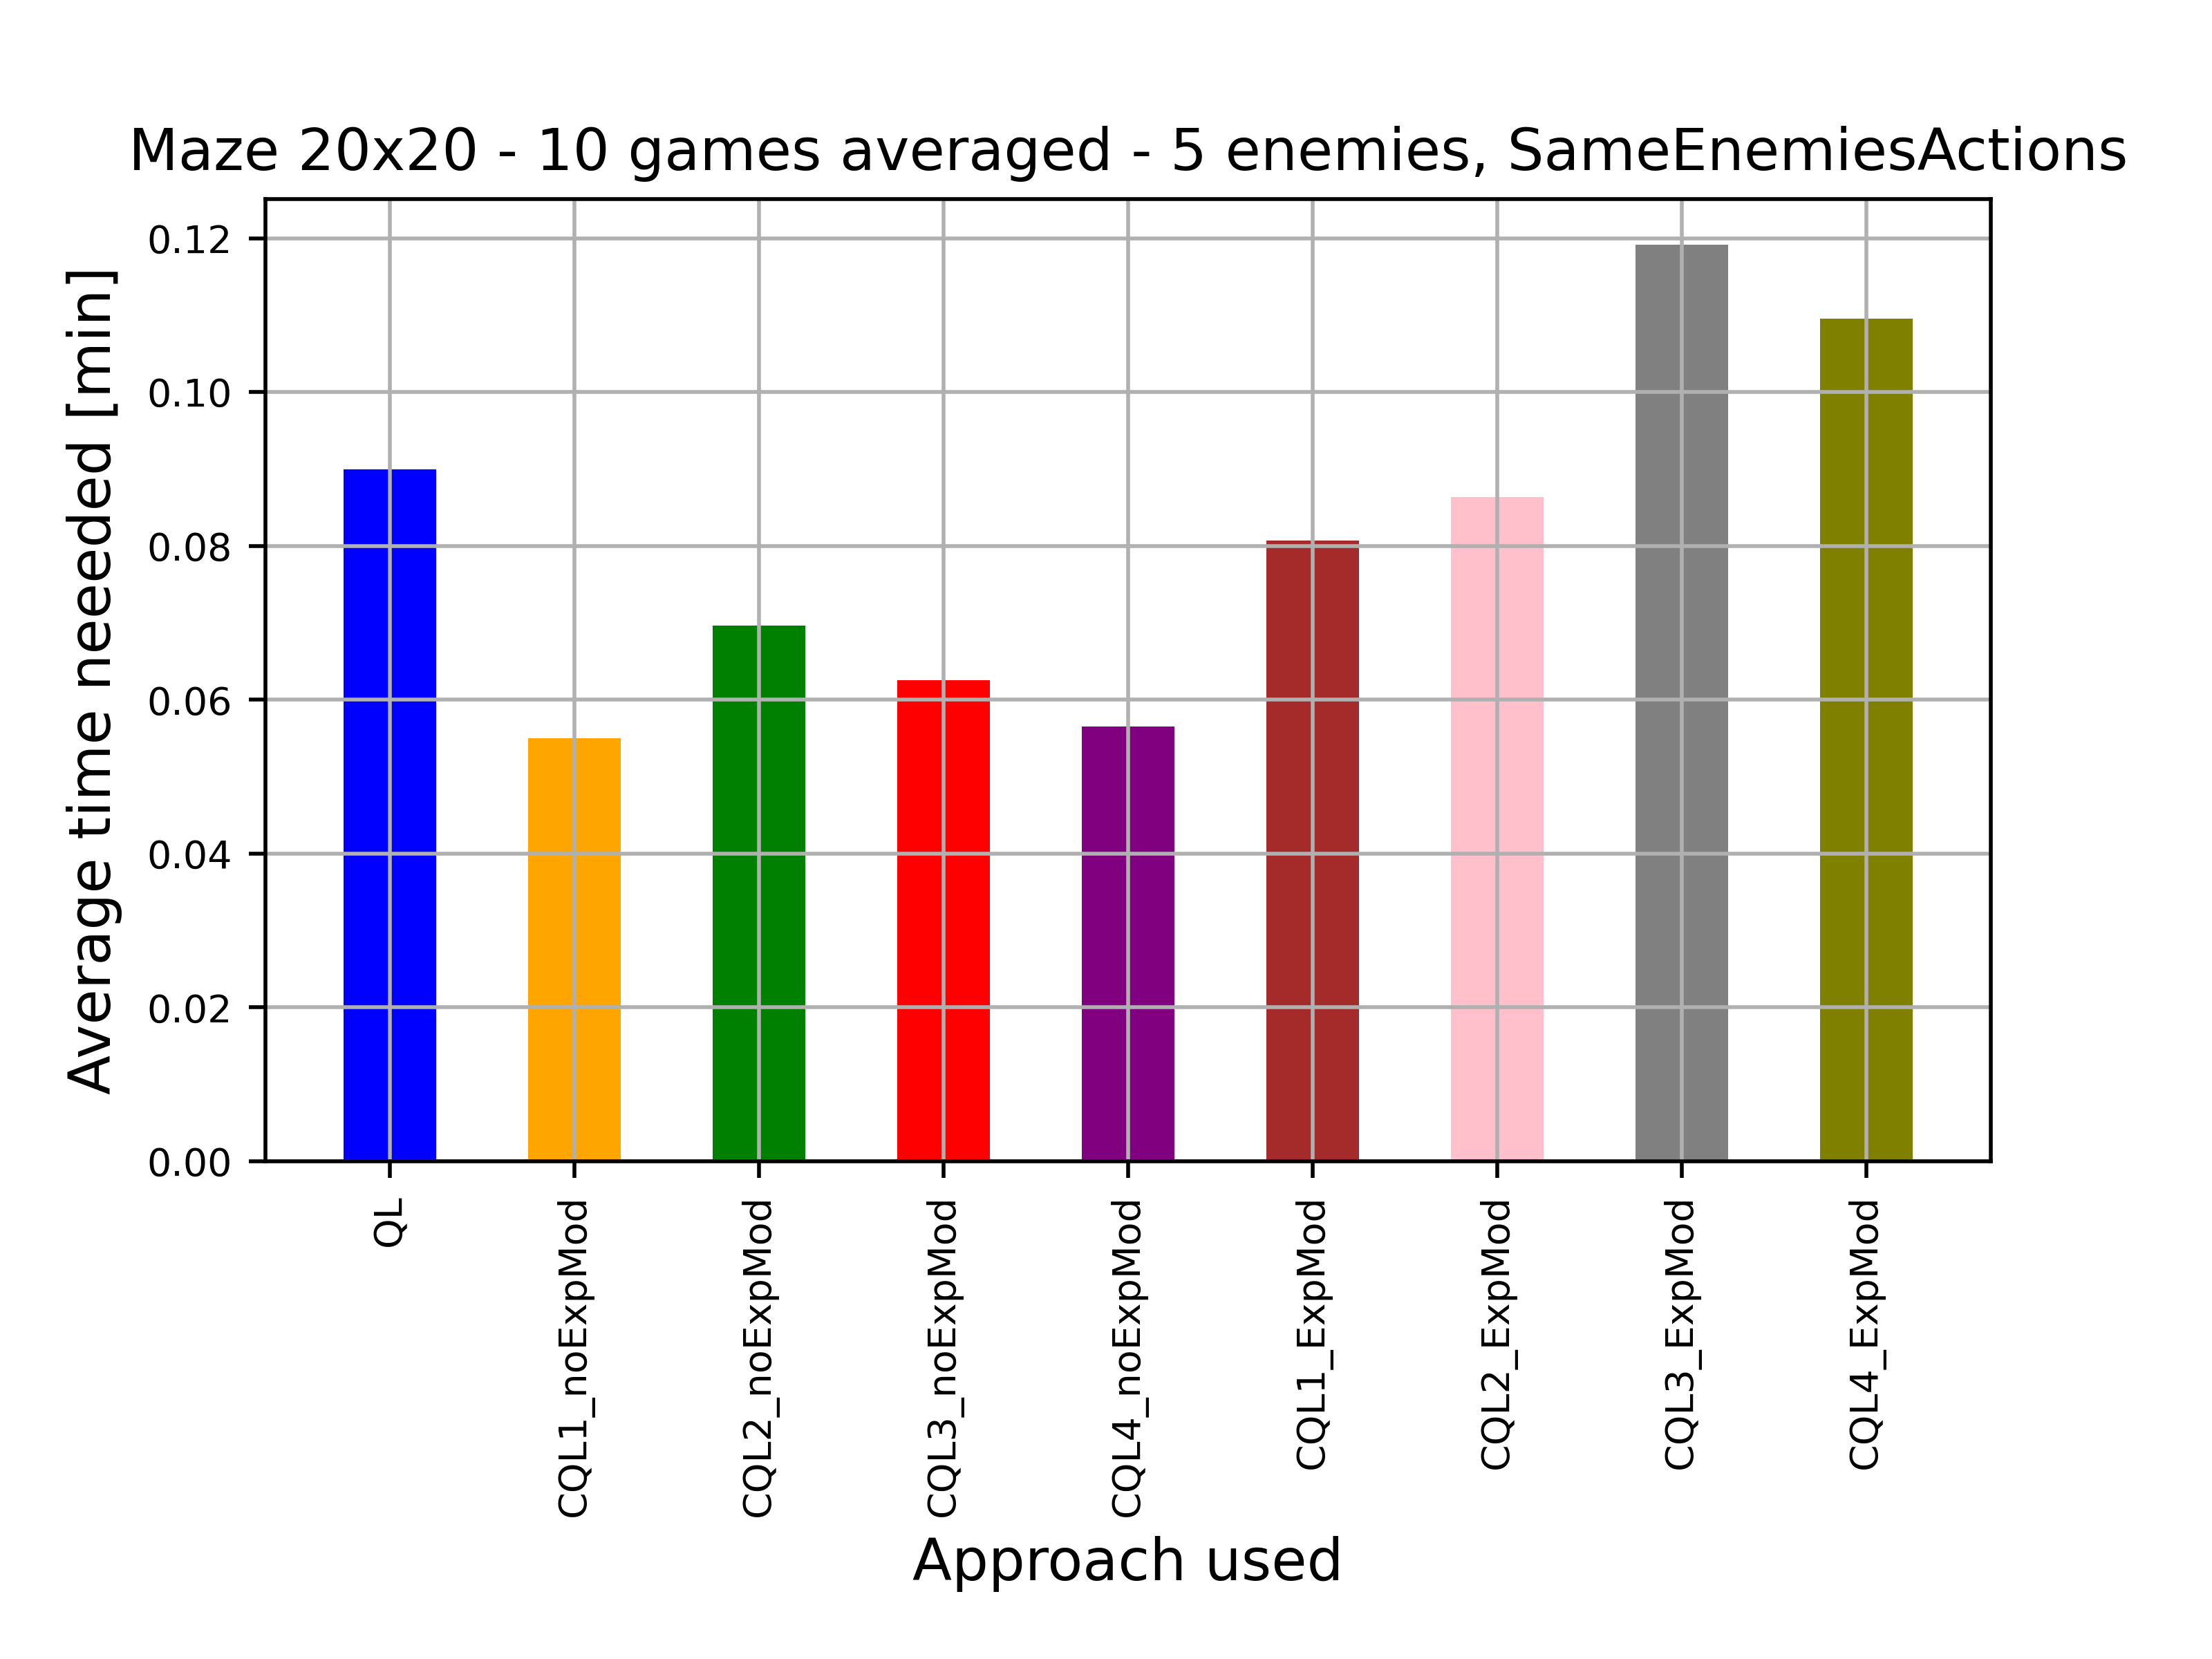 Maze 20x20 - 10 games averaged - 5 enemies, SameEnemiesActions
Average time needed [min]
0.12
0.10
0.08
0.06
0.04
0.02
0.00
QL
CQL1_noExpMod
CQL2_noExpMod
CQL3_noExpMod
CQL4_noExpMod
CQL1_ExpMod
CQL2_ExpMod
CQL3_ExpMod
CQL4_ExpMod
Approach used